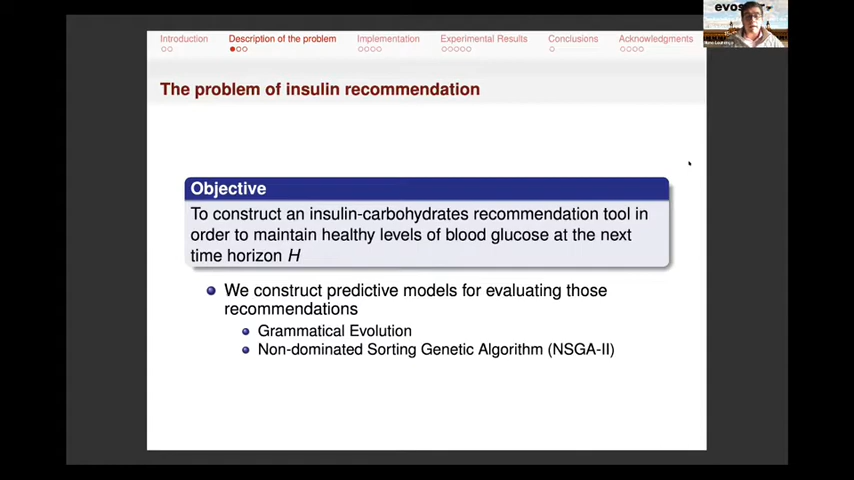 Introduction
Description of the problem
Implementation
Experimental Results
Conclusions
Acknowledgments
The problem of insulin recommendation
Objective
To construct an insulin-carbohydrates recommendation tool in
order to maintain healthy levels of blood glucose at the next
time horizon H
We construct predictive models for evaluating those
recommendations
Grammatical Evolution
Non-dominated Sorting Genetic Algorithm (NSGA-II)